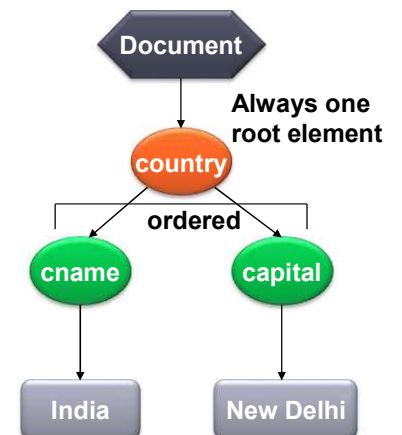 Document
Always one
root element
country
ordered
cname
capital
India
New Delhi